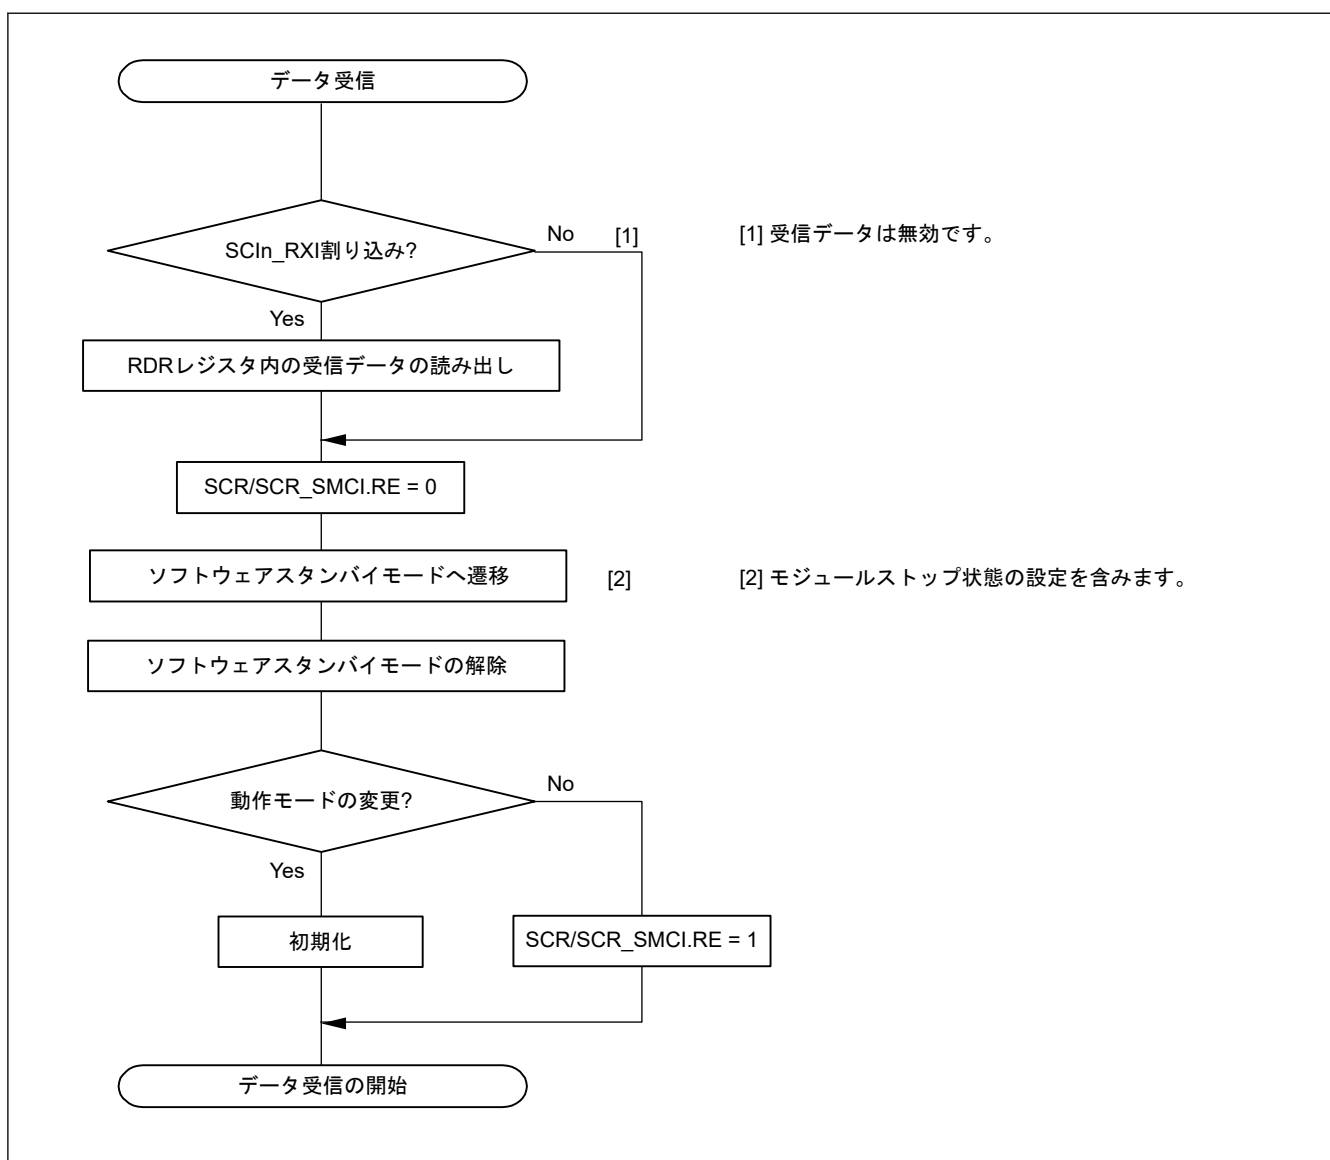 データ受信
SCIn_RXI割り込み?
No
[1]
[1] 受信データは無効です。
Yes
RDRレジスタ内の受信データの読み出し
SCR/SCR_SMCI.RE = 0
ソフトウェアスタンバイモードへ遷移
[2]
[2] モジュールストップ状態の設定を含みます。
ソフトウェアスタンバイモードの解除
動作モードの変更?
No
Yes
初期化
SCR/SCR_SMCI.RE = 1
データ受信の開始